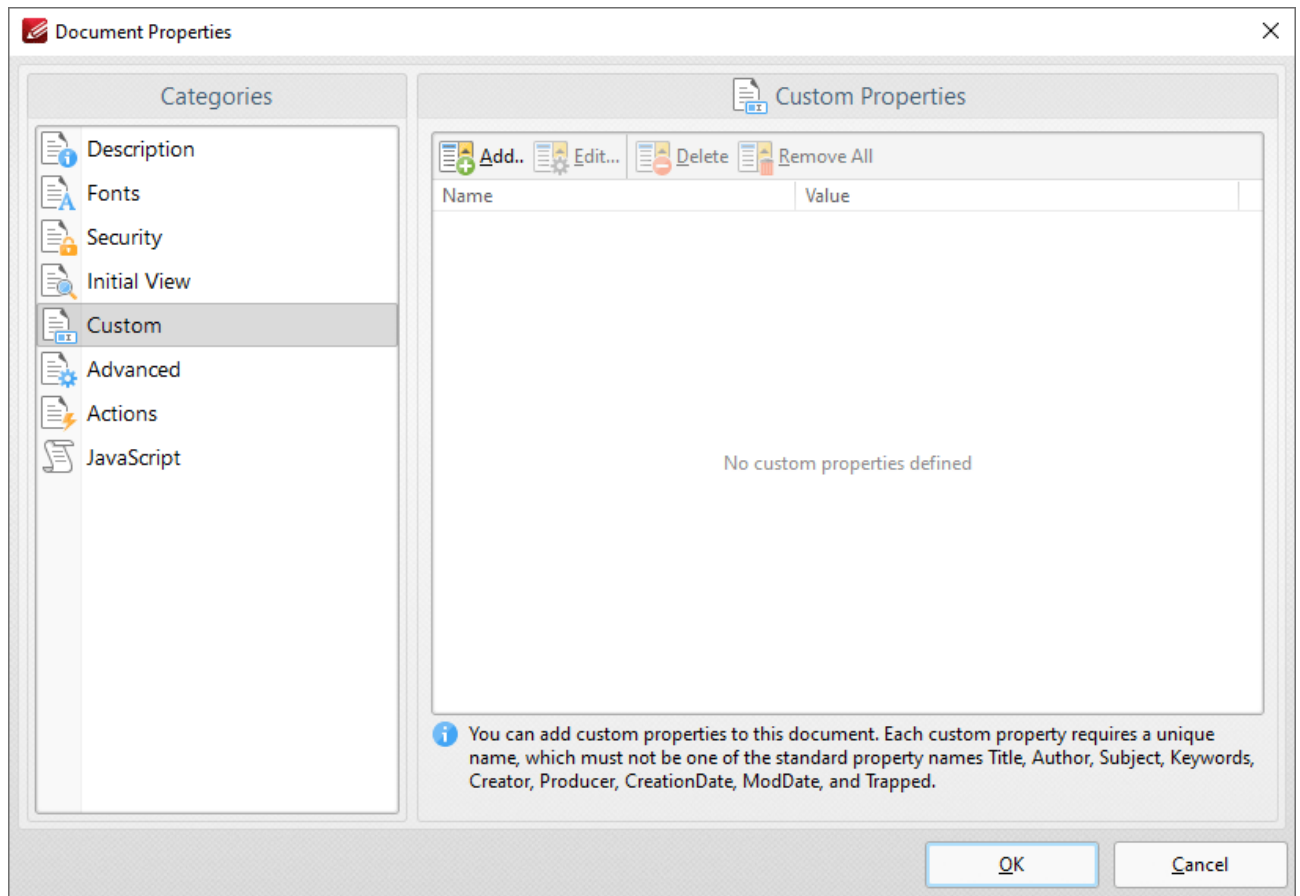 Document Properties
Categories
Description
Fonts
Security
Initial View
Custom
Advanced
Actions
JavaScript
Custom Properties
Add.. Edit... Delete Remove All
Name Value
No custom properties defined
You can add custom properties to this document. Each custom property requires a unique
name, which must not be one of the standard property names Title, Author, Subject, Keywords,
Creator, Producer, CreationDate, ModDate, and Trapped.
OK Cancel